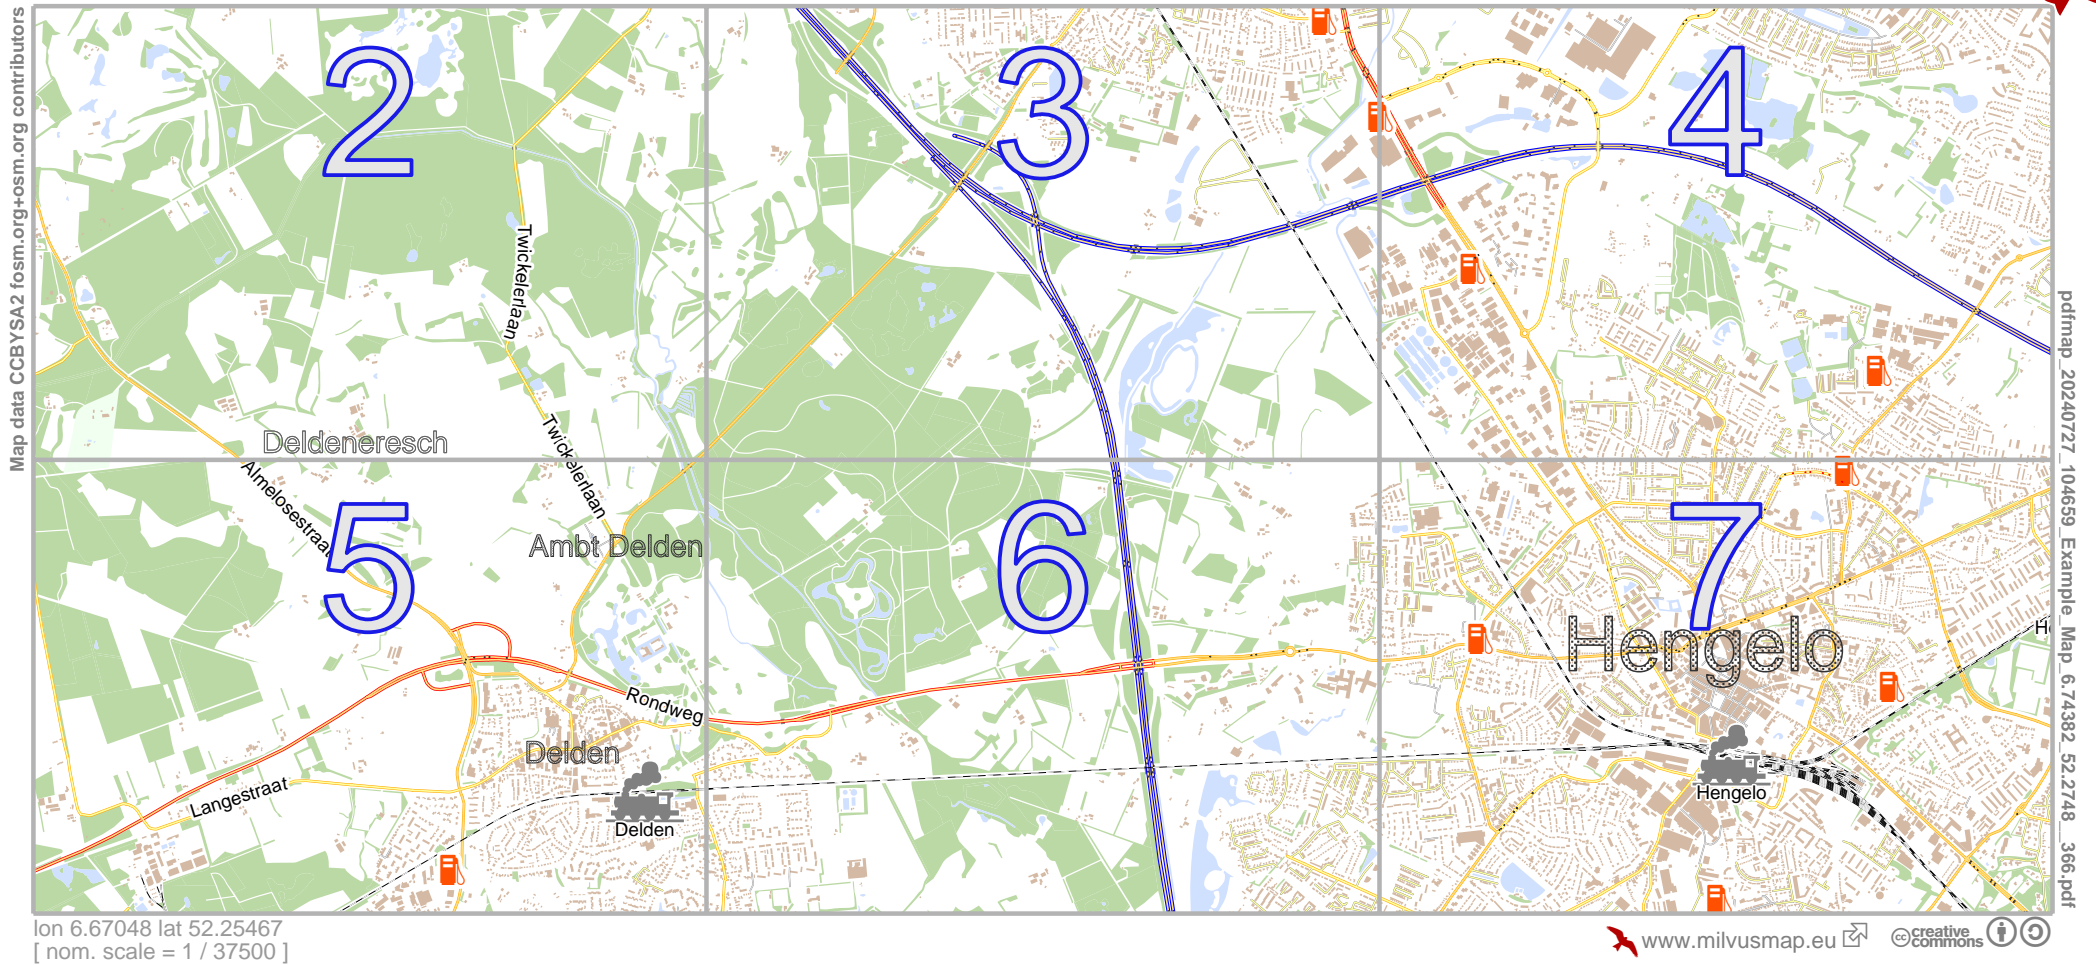 Map data CCBYSA2 fosm.org+osm.org contributors
2
3
4
Twickelerlaan
Deldeneresch
Almelosestraat
Twickelerlaan
5
Ambt Delden
6
7
Hengelo
Rondweg
Delden
Langestraat
Delden
Hengelo
pdfmap_20240727_104659_Example_Map_6.74382_52.2748__366.pdf
lon 6.67048 lat 52.25467
[ nom. scale = 1 / 37500 ]
www.milvusmap.eu
cc creative commons